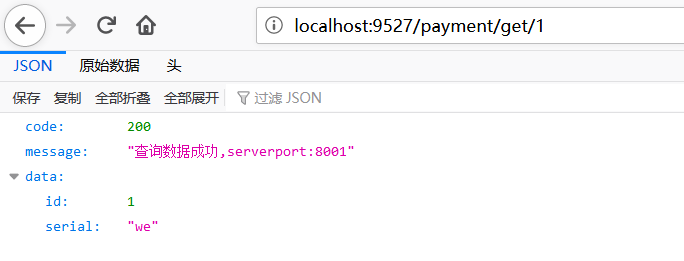 localhost:9527/payment/get/1
JSON 原始数据 头
保存 复制 全部折叠 全部展开 过滤 JSON
code: 200
message: "查询数据成功,serverport:8001"
data:
id: 1
serial: "we"